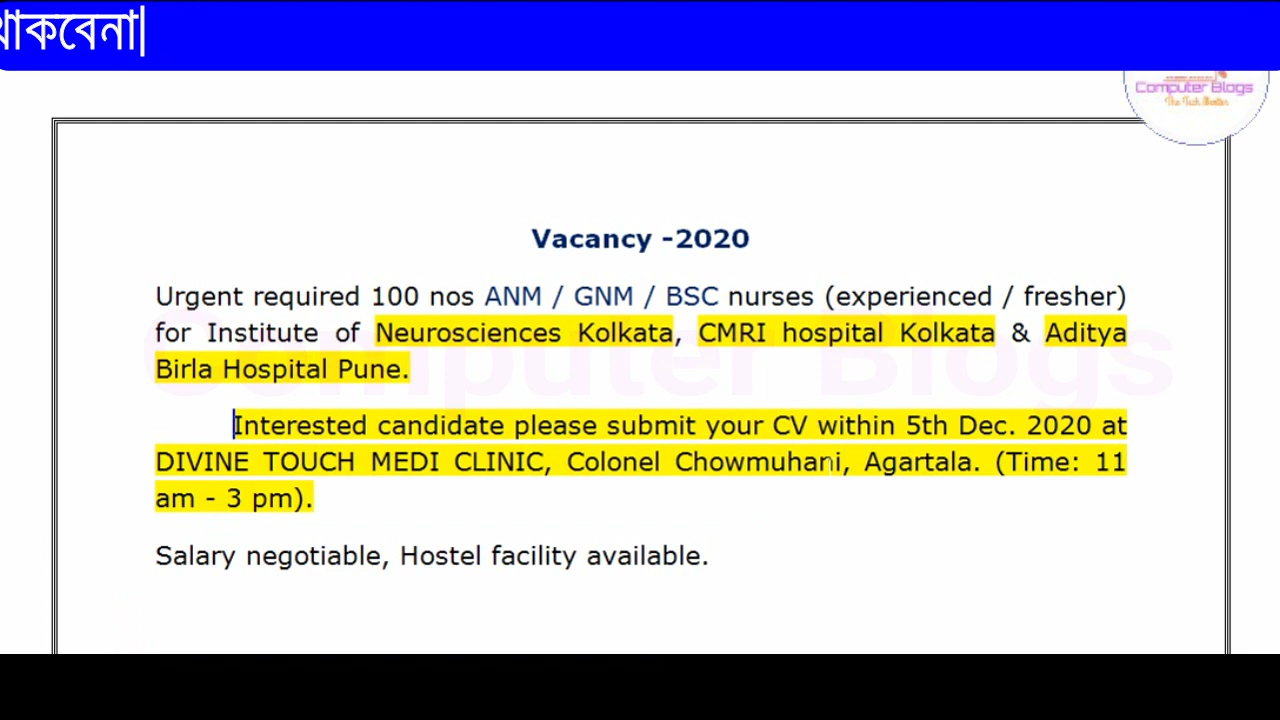 থাকবেনা|
Computer Blogs
Vacancy -2020
Urgent required 100 nos ANM / GNM / BSC nurses (experienced / fresher)
for Institute of Neurosciences Kolkata, CMRI hospital Kolkata & Aditya
Birla Hospital Pune.
Computer Blogs
Interested candidate please submit your CV within 5th Dec. 2020 at
DIVINE TOUCH MEDI CLINIC, Colonel Chowmuhani, Agartala. (Time: 11
am - 3 pm).
Salary negotiable, Hostel facility available.